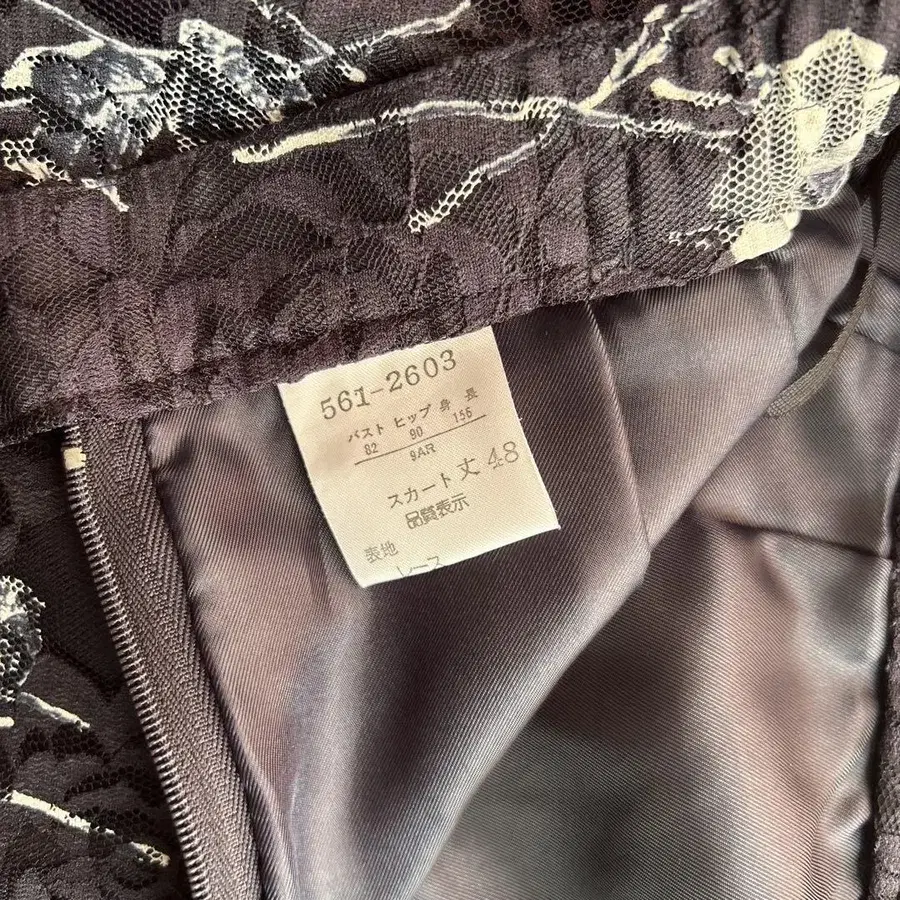 561-2603
バスト ヒップ 身長
82 90 156
9AR
スカート丈 48
品質表示
表地
レース